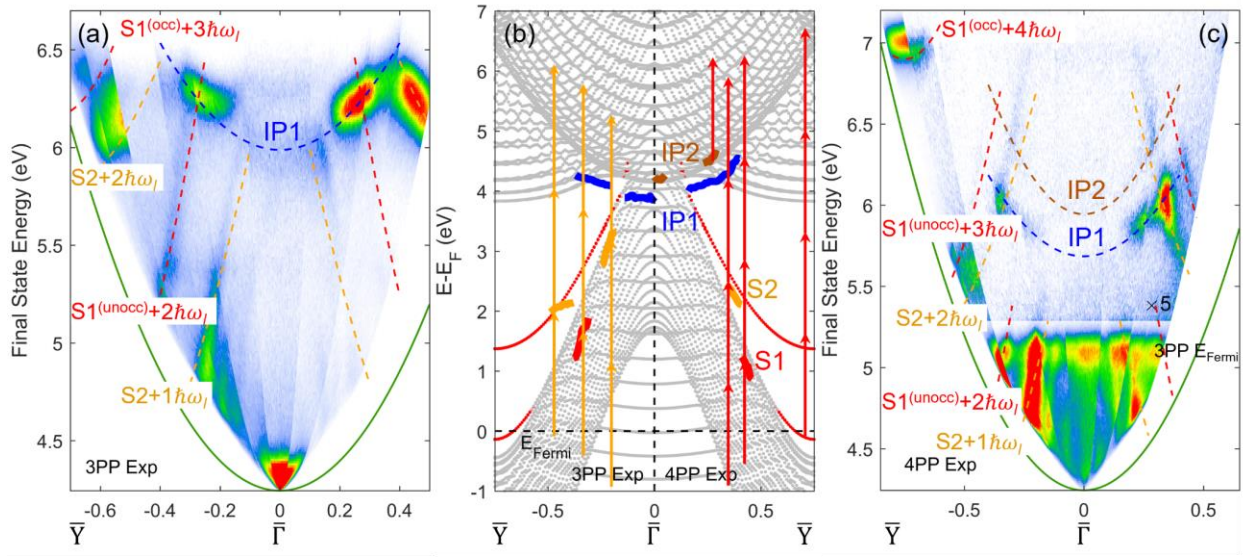 (a)
S1(occ)+3ħωl
IP1
S2+2ħωl
S1(unocc)+2ħωl
S2+1ħωl
3PP Exp
Final State Energy (eV)
6.5
6
5.5
5
4.5
-0.6
-0.4
-0.2
0
0.2
0.4
Y̅
Γ̅
(b)
IP2
IP1
S2
S1
EFermi
3PP Exp
4PP Exp
E-EF (eV)
7
6
5
4
3
2
1
0
-1
-0.5
0
0.5
Y̅
Γ̅
Y̅
(c)
S1(occ)+4ħωl
IP2
S1(unocc)+3ħωl
IP1
S2+2ħωl
×5
3PP EFermi
S1(unocc)+2ħωl
S2+1ħωl
4PP Exp
Final State Energy (eV)
7
6.5
6
5.5
5
4.5
-0.5
0
0.5
Y̅
Γ̅